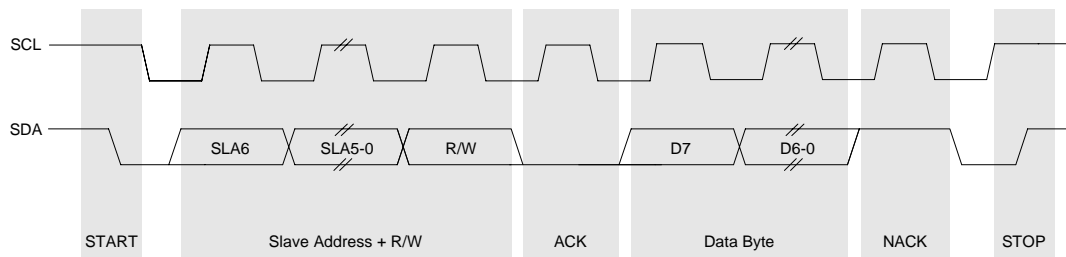 SCL
SDA
SLA6 SLA5-0 R/W D7 D6-0
START Slave Address + R/W ACK Data Byte NACK STOP